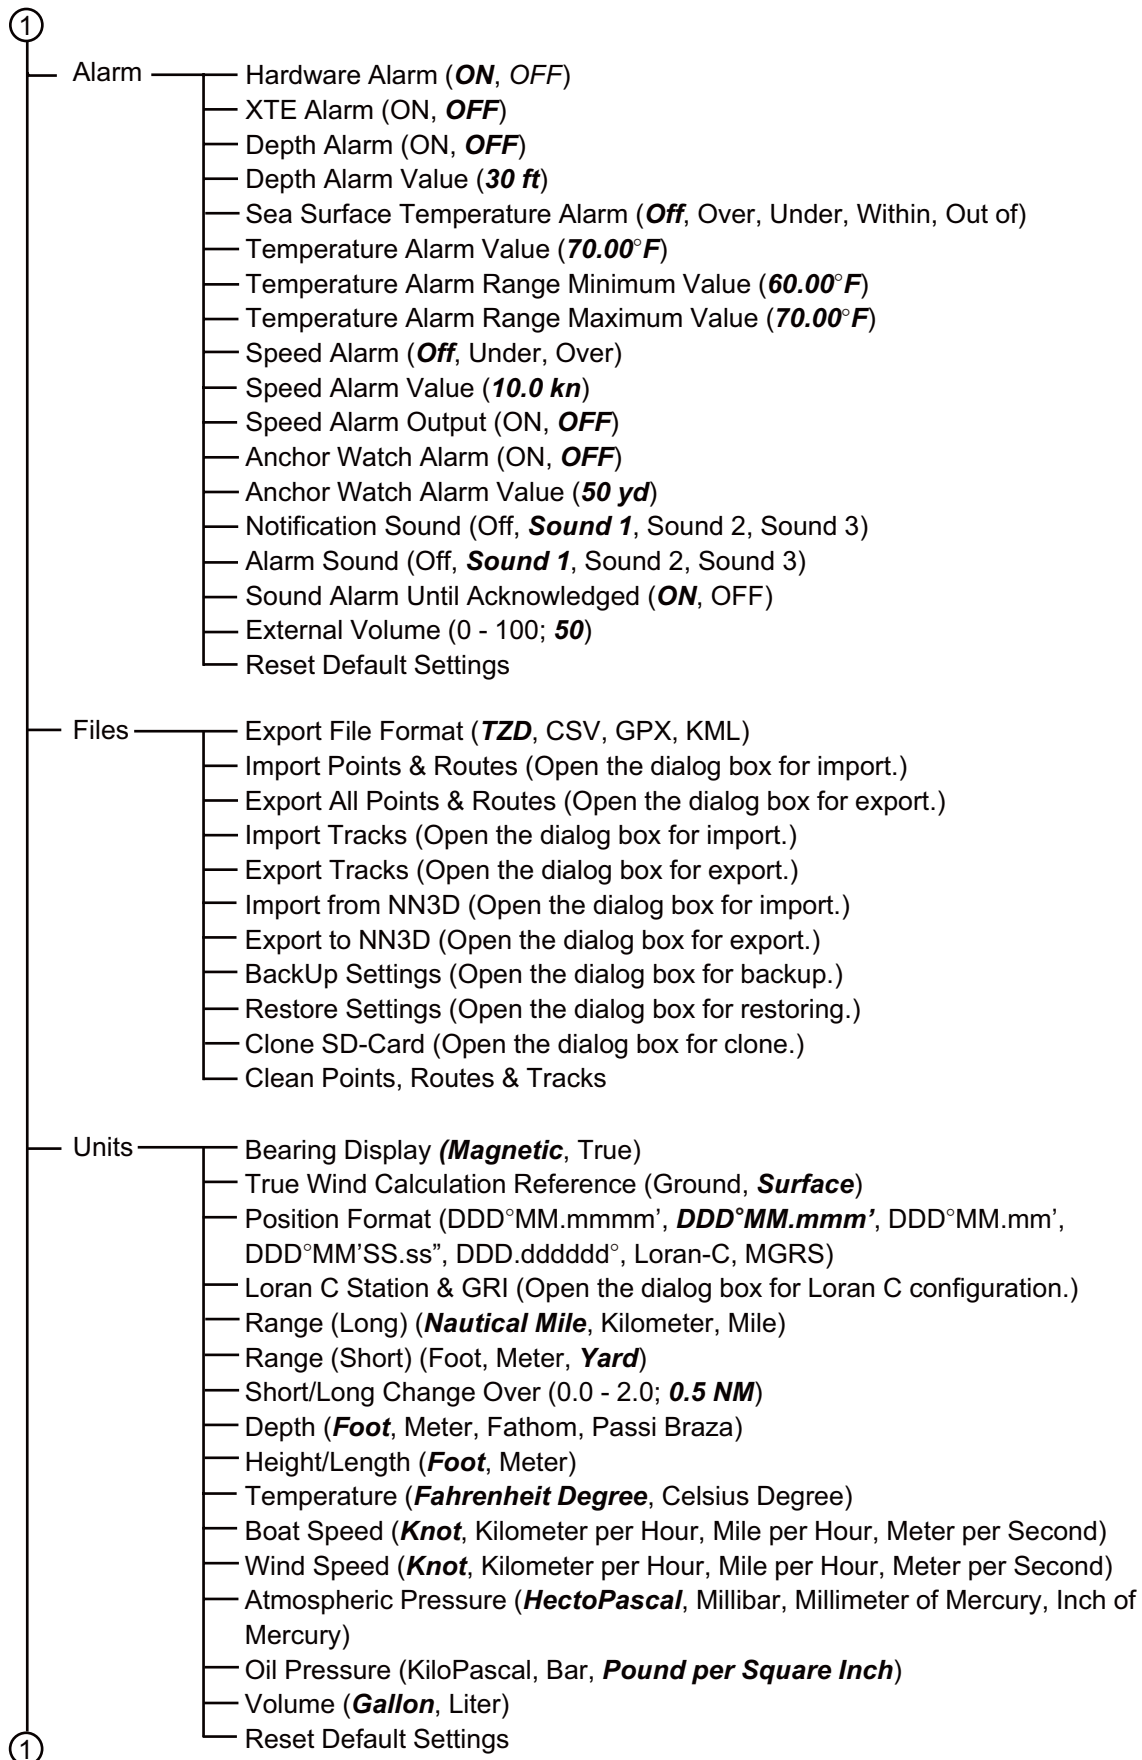 1
Alarm
Hardware Alarm (ON, OFF)
XTE Alarm (ON, OFF)
Depth Alarm (ON, OFF)
Depth Alarm Value (30 ft)
Sea Surface Temperature Alarm (Off, Over, Under, Within, Out of)
Temperature Alarm Value (70.00°F)
Temperature Alarm Range Minimum Value (60.00°F)
Temperature Alarm Range Maximum Value (70.00°F)
Speed Alarm (Off, Under, Over)
Speed Alarm Value (10.0 kn)
Speed Alarm Output (ON, OFF)
Anchor Watch Alarm (ON, OFF)
Anchor Watch Alarm Value (50 yd)
Notification Sound (Off, Sound 1, Sound 2, Sound 3)
Alarm Sound (Off, Sound 1, Sound 2, Sound 3)
Sound Alarm Until Acknowledged (ON, OFF)
External Volume (0 - 100; 50)
Reset Default Settings
Files
Export File Format (TZD, CSV, GPX, KML)
Import Points & Routes (Open the dialog box for import.)
Export All Points & Routes (Open the dialog box for export.)
Import Tracks (Open the dialog box for import.)
Export Tracks (Open the dialog box for export.)
Import from NN3D (Open the dialog box for import.)
Export to NN3D (Open the dialog box for export.)
BackUp Settings (Open the dialog box for backup.)
Restore Settings (Open the dialog box for restoring.)
Clone SD-Card (Open the dialog box for clone.)
Clean Points, Routes & Tracks
Units
Bearing Display (Magnetic, True)
True Wind Calculation Reference (Ground, Surface)
Position Format (DDD°MM.mmmm’, DDD°MM.mmm’, DDD°MM.mm’,
DDD°MM’SS.ss”, DDD.dddddd°, Loran-C, MGRS)
Loran C Station & GRI (Open the dialog box for Loran C configuration.)
Range (Long) (Nautical Mile, Kilometer, Mile)
Range (Short) (Foot, Meter, Yard)
Short/Long Change Over (0.0 - 2.0; 0.5 NM)
Depth (Foot, Meter, Fathom, Passi Braza)
Height/Length (Foot, Meter)
Temperature (Fahrenheit Degree, Celsius Degree)
Boat Speed (Knot, Kilometer per Hour, Mile per Hour, Meter per Second)
Wind Speed (Knot, Kilometer per Hour, Mile per Hour, Meter per Second)
Atmospheric Pressure (HectoPascal, Millibar, Millimeter of Mercury, Inch of
Mercury)
Oil Pressure (KiloPascal, Bar, Pound per Square Inch)
Volume (Gallon, Liter)
Reset Default Settings
1